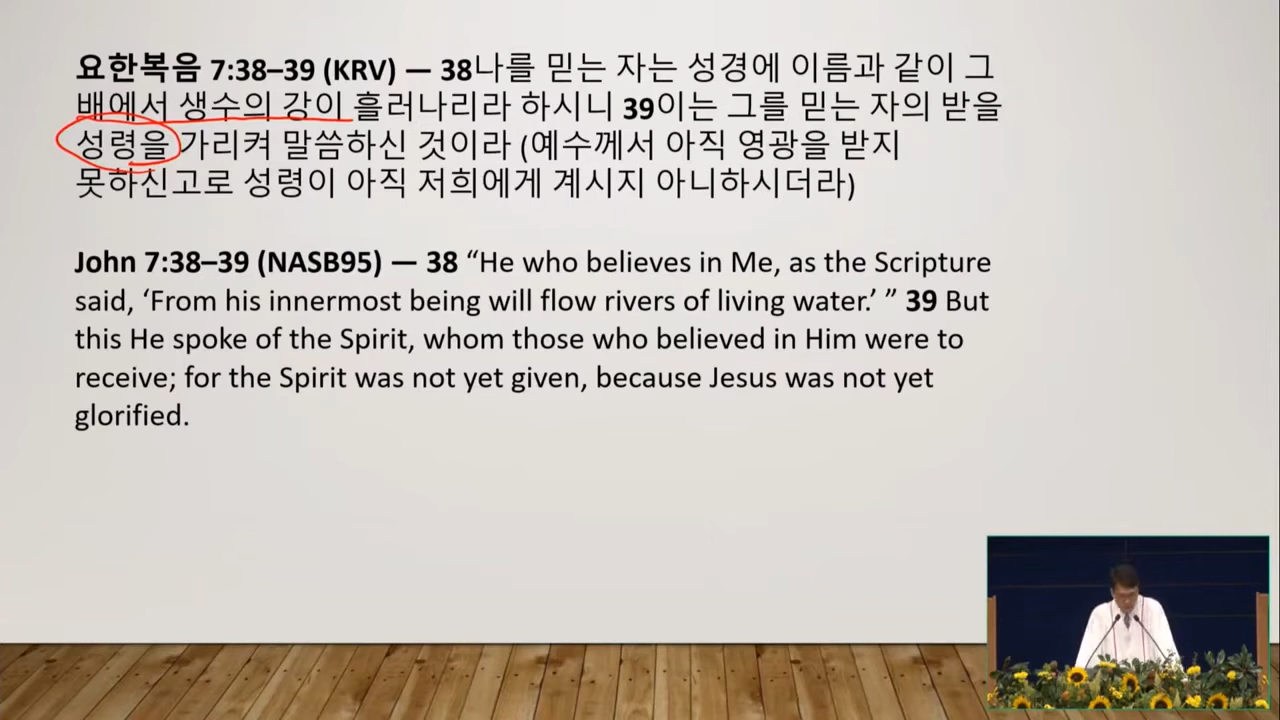 요한복음 7:38–39 (KRV) — 38나를 믿는 자는 성경에 이름과 같이 그
배에서 생수의 강이 흘러나리라 하시니 39이는 그를 믿는 자의 받을
성령을 가리켜 말씀하신 것이라 (예수께서 아직 영광을 받지
못하신고로 성령이 아직 저희에게 계시지 아니하시더라)
John 7:38–39 (NASB95) — 38 “He who believes in Me, as the Scripture
said, ‘From his innermost being will flow rivers of living water.’ ” 39 But
this He spoke of the Spirit, whom those who believed in Him were to
receive; for the Spirit was not yet given, because Jesus was not yet
glorified.